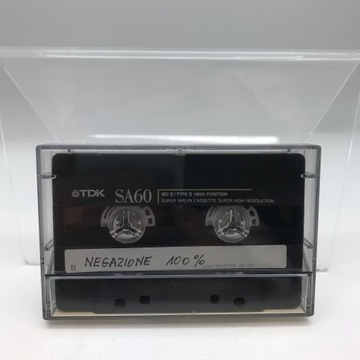 TDK SA60 IEC II/TYPE II HIGH POSITION
SUPER AVILYN CASSETTE SUPER HIGH RESOLUTION
B NEGAZIONE 100%